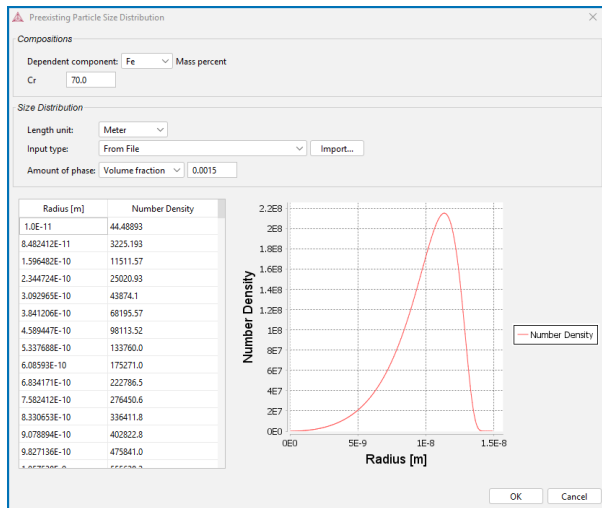 Preexisting Particle Size Distribution
Compositions
Dependent component: Fe Mass percent
Cr 70.0
Size Distribution
Length unit: Meter
Input type: From File Import...
Amount of phase: Volume fraction 0.0015
Radius [m] Number Density
1.0E-11 44.48893
8.482412E-11 3225.193
1.596482E-10 11511.57
2.344724E-10 25020.93
3.092965E-10 43874.1
3.841206E-10 68195.57
4.589447E-10 98113.52
5.337688E-10 133760.0
6.08593E-10 175271.0
6.834171E-10 222786.5
7.582412E-10 276450.6
8.330653E-10 336411.8
9.078894E-10 402822.8
9.827136E-10 475841.0
2.2E8
2E8
1.8E8
1.6E8
1.4E8
1.2E8
1E8
8E7
6E7
4E7
2E7
0E0
Number Density
0E0 5E-9 1E-8 1.5E-8
Radius [m]
Number Density
OK Cancel